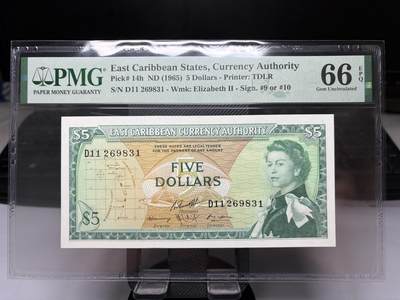 PMG
PAPER MONEY GUARANTY
East Caribbean States, Currency Authority
Pick# 14h ND (1965) 5 Dollars - Printer: TDLR
S/N D11 269831 - Wmk: Elizabeth II - Sign. #9 or #10
66 EPQ
Gem Uncirculated
$5 EAST CARIBBEAN CURRENCY AUTHORITY $5
THESE NOTES ARE LEGAL TENDER
FOR THE PAYMENT OF ANY AMOUNT
D11 269831
FIVE
DOLLARS
D11 269831
$5